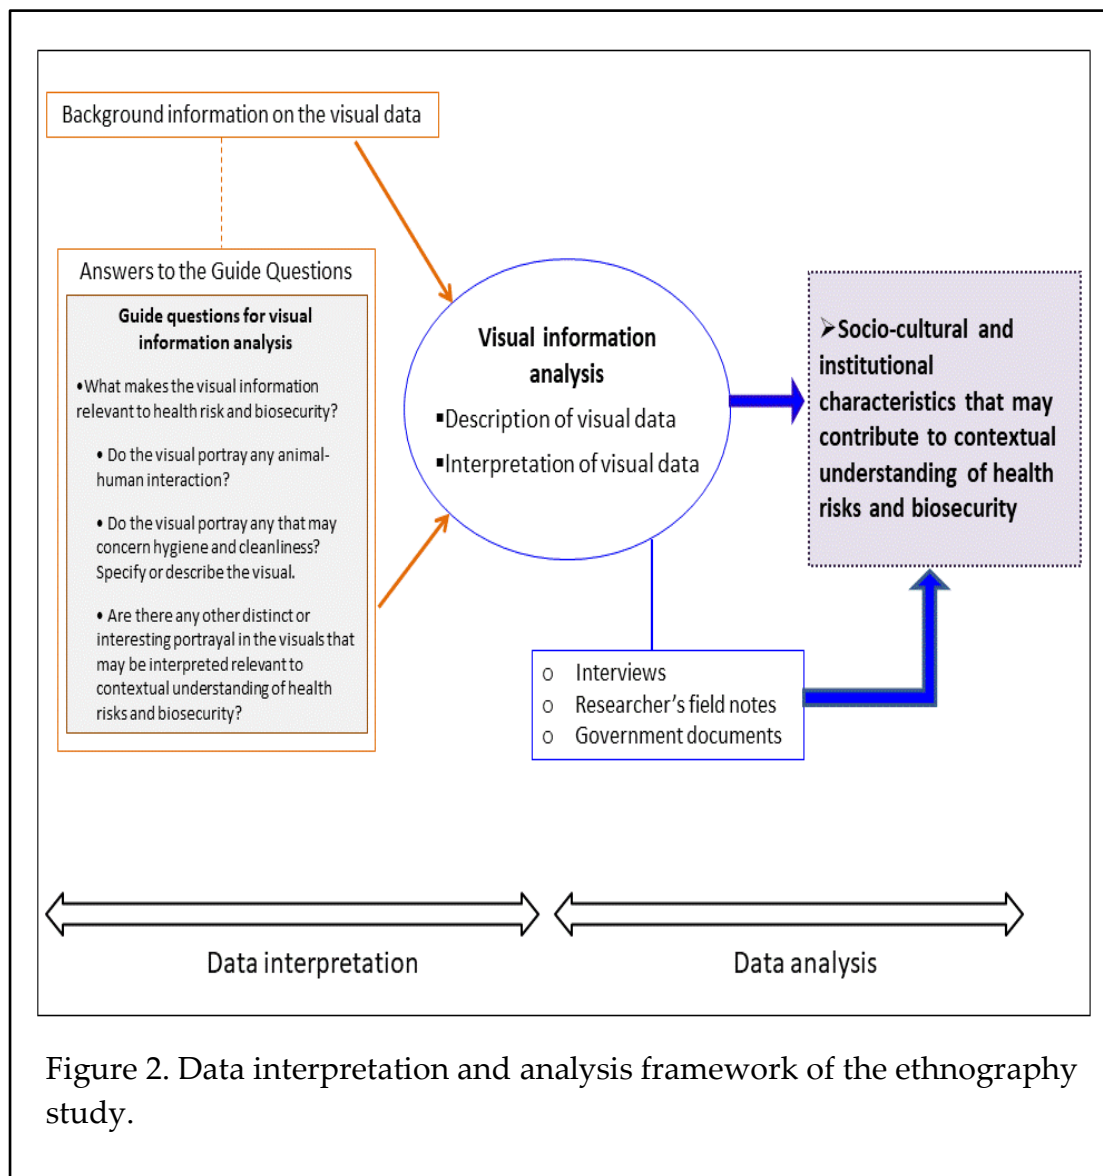 Background information on the visual data
Answers to the Guide Questions
Guide questions for visual
information analysis
•What makes the visual information
relevant to health risk and biosecurity?
• Do the visual portray any animal-
human interaction?
• Do the visual portray any that may
concern hygiene and cleanliness?
Specify or describe the visual.
• Are there any other distinct or
interesting portrayal in the visuals that
may be interpreted relevant to
contextual understanding of health
risks and biosecurity?
Visual information
analysis
▪Description of visual data
▪Interpretation of visual data
➢Socio-cultural and
institutional
characteristics that may
contribute to contextual
understanding of health
risks and biosecurity
o Interviews
o Researcher’s field notes
o Government documents
Data interpretation
Data analysis
Figure 2. Data interpretation and analysis framework of the ethnography
study.